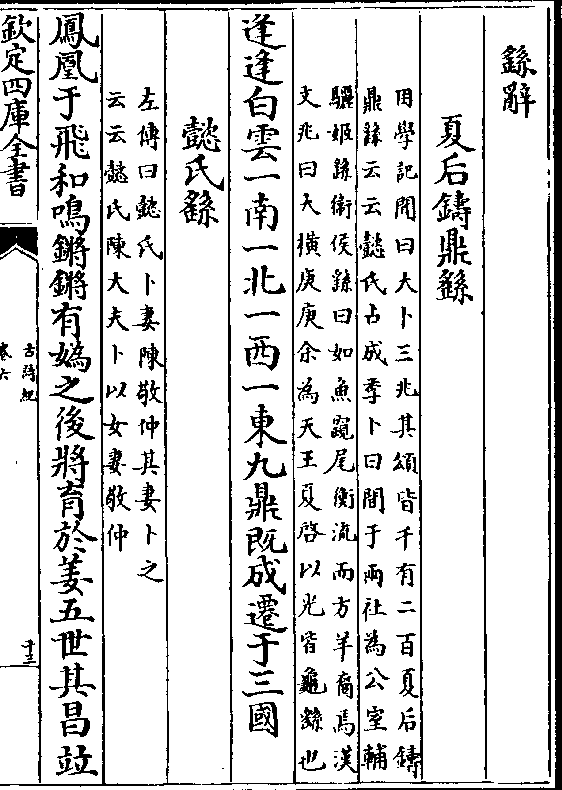 繇辭
夏后鑄鼎繇
困學記聞曰大卜三兆其頌皆千有二百夏后鑄
鼎繇云云懿氏占成季卜曰間于兩社為公室輔
驪姬繇衛侯繇曰如魚竀尾衡流而方羊裔焉漢
文兆曰大橫庚庚余為天王夏啓以光皆龜繇也
逢逢白雲一南一北一西一東九鼎既成遷于三國
懿氏繇
左傳曰懿氏卜妻陳敬仲其妻卜之
云云懿氏陳大夫卜以女妻敬仲
鳳凰于飛和鳴鏘鏘有媯之後將育於姜五世其昌竝
欽定四庫全書
古詩紀
卷六
十三